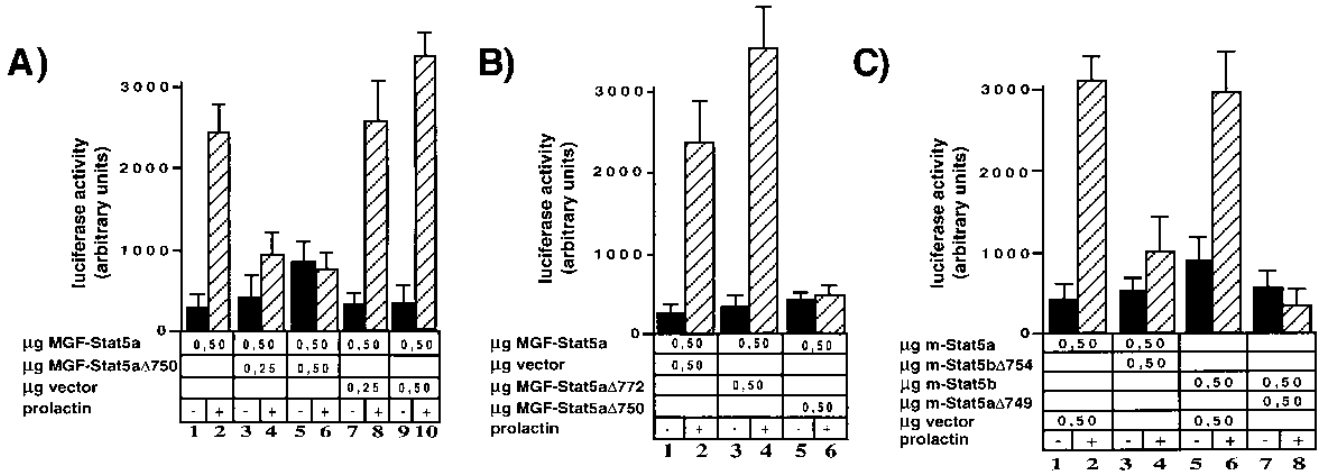 A)
luciferase activity
(arbitrary units)
3000
2000
1000
0
µg MGF-Stat5a 0,50 0,50 0,50 0,50 0,50
µg MGF-Stat5aΔ750 0,25 0,50
µg vector 0,25 0,50
prolactin - + - + - + - + - +
1 2 3 4 5 6 7 8 9 10
B)
luciferase activity
(arbitrary units)
3000
2000
1000
0
µg MGF-Stat5a 0,50 0,50 0,50
µg vector 0,50
µg MGF-Stat5aΔ772 0,50
µg MGF-Stat5aΔ750 0,50
prolactin - + - + - +
1 2 3 4 5 6
C)
luciferase activity
(arbitrary units)
3000
2000
1000
0
µg m-Stat5a 0,50 0,50
µg m-Stat5bΔ754 0,50
µg m-Stat5b 0,50 0,50
µg m-Stat5aΔ749 0,50
µg vector 0,50 0,50
prolactin - + - + - + - +
1 2 3 4 5 6 7 8